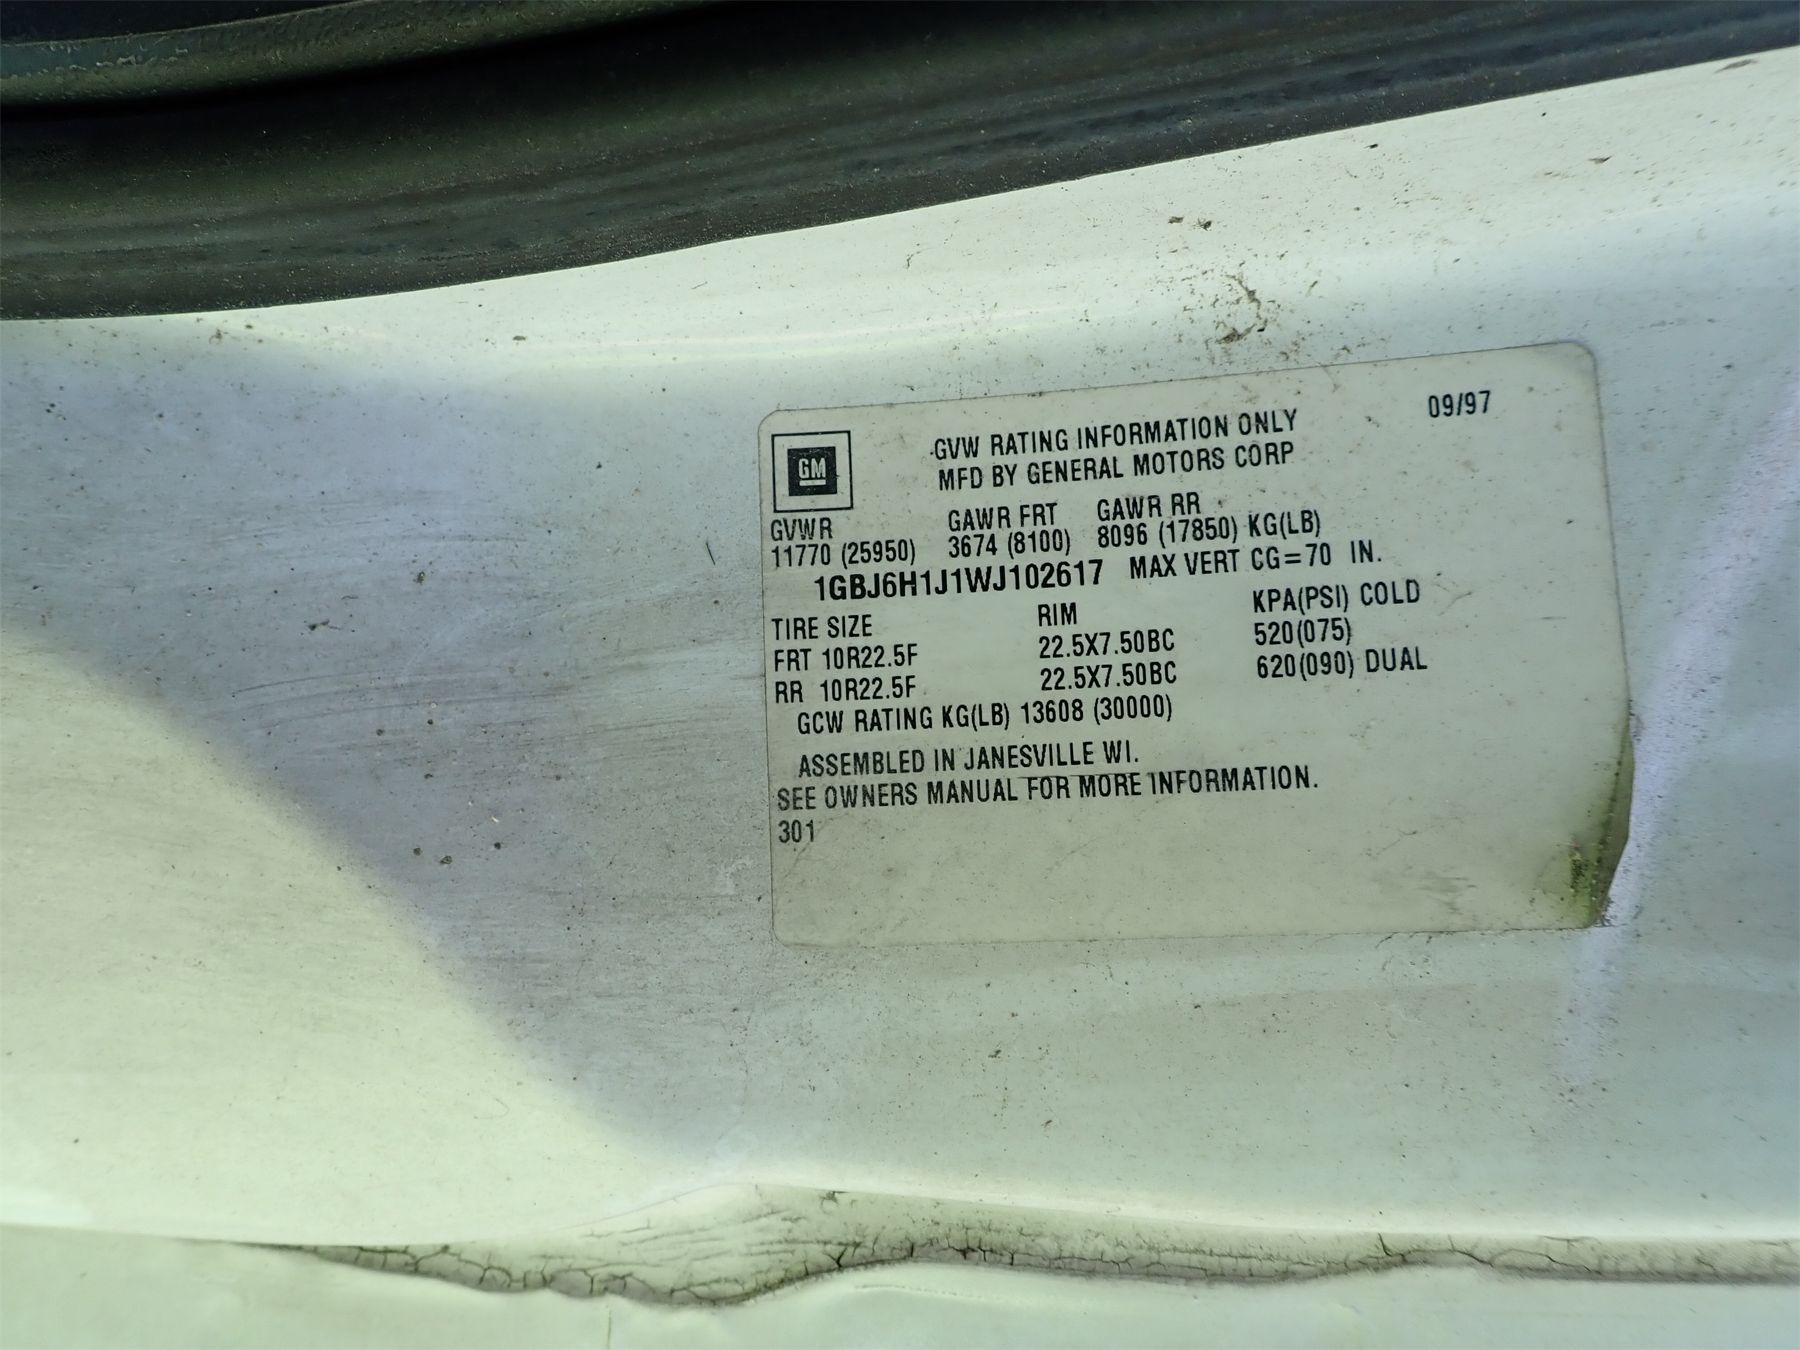 09/97
GM
GVW RATING INFORMATION ONLY
MFD BY GENERAL MOTORS CORP
GVWR GAWR FRT GAWR RR
11770 (25950) 3674 (8100) 8096 (17850) KG(LB)
1GBJ6H1J1WJ102617 MAX VERT CG=70 IN.
TIRE SIZE RIM KPA(PSI) COLD
FRT 10R22.5F 22.5X7.50BC 520(075)
RR 10R22.5F 22.5X7.50BC 620(090) DUAL
GCW RATING KG(LB) 13608 (30000)
ASSEMBLED IN JANESVILLE WI.
SEE OWNERS MANUAL FOR MORE INFORMATION.
301